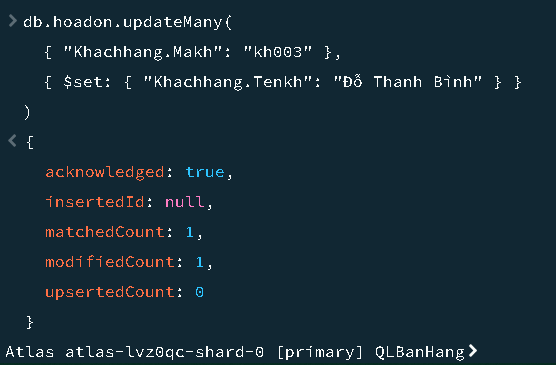 > db.hoadon.updateMany(
{ "Khachhang.Makh": "kh003" },
{ $set: { "Khachhang.Tenkh": "Đỗ Thanh Bình" } }
)
< {
acknowledged: true,
insertedId: null,
matchedCount: 1,
modifiedCount: 1,
upsertedCount: 0
}
Atlas atlas-lvz0qc-shard-0 [primary] QLBanHang>